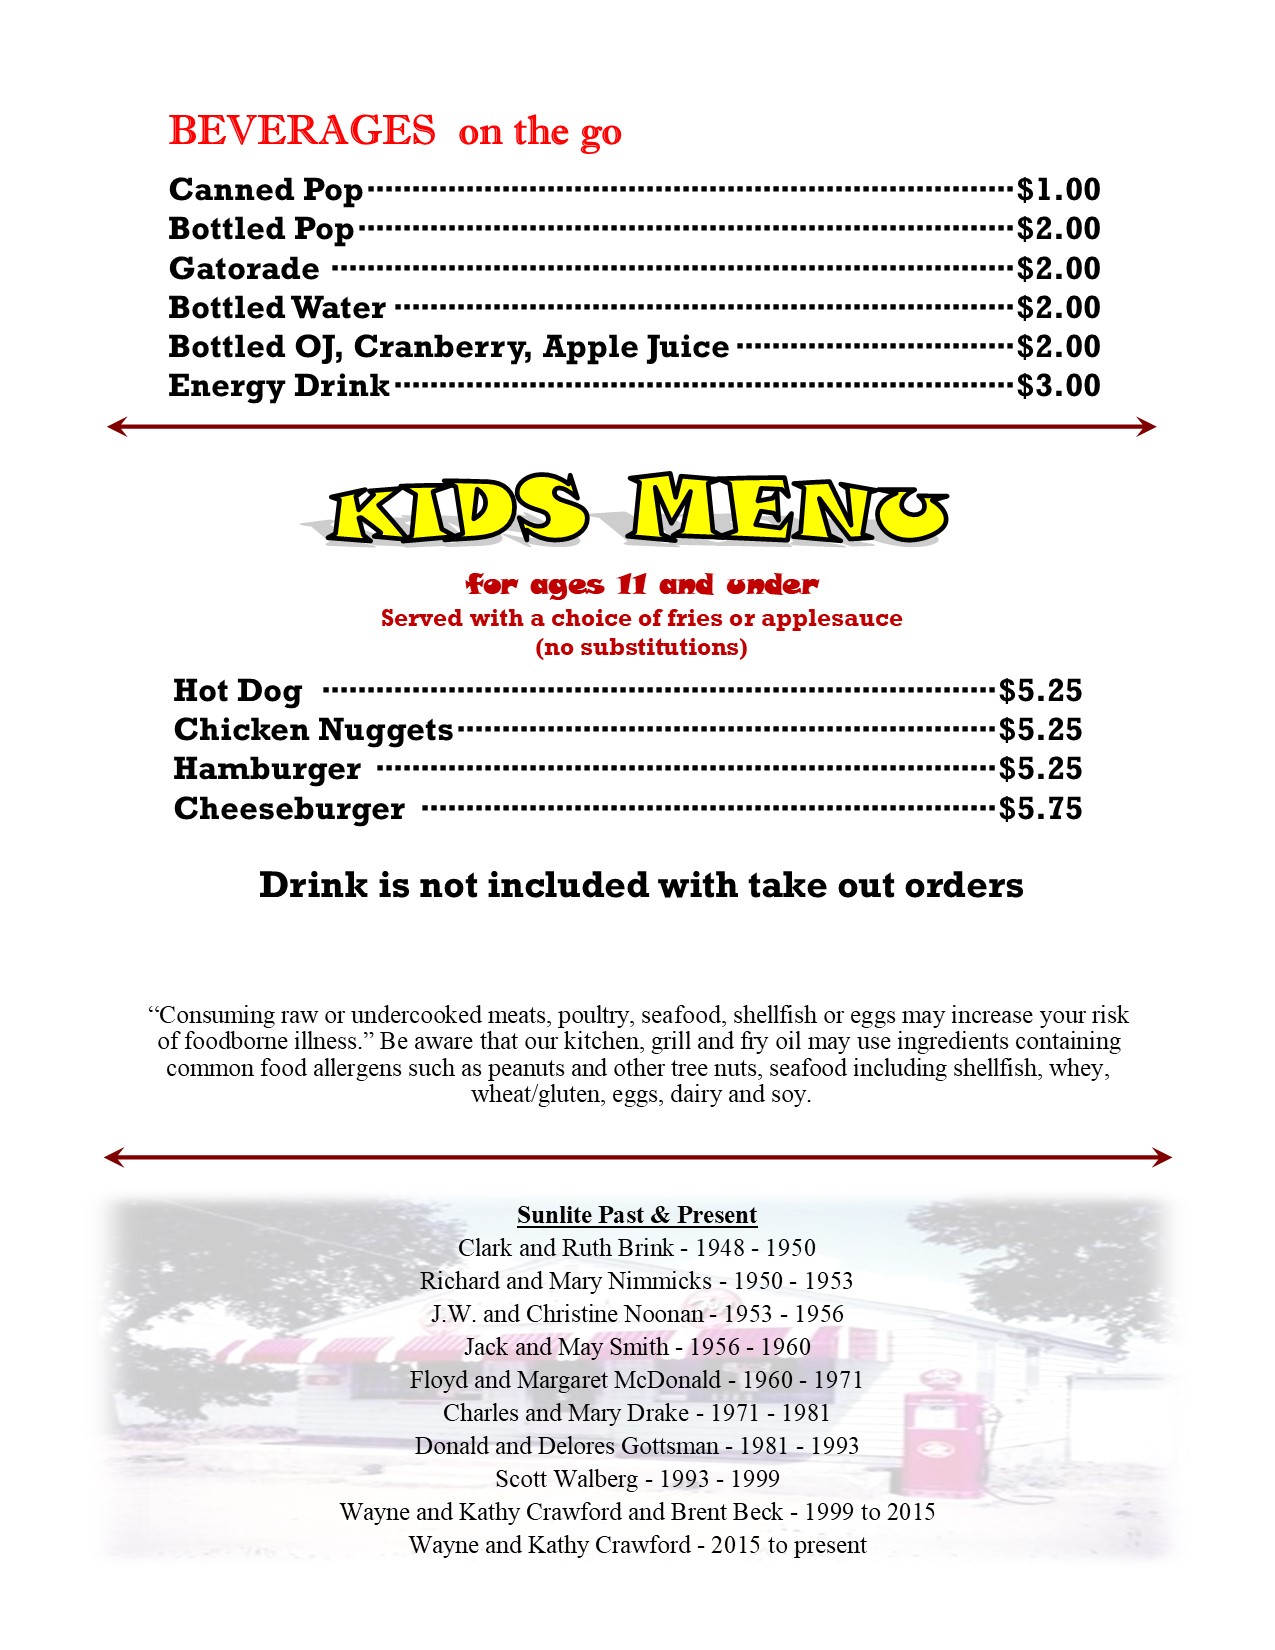 BEVERAGES on the go
Canned Pop $1.00
Bottled Pop $2.00
Gatorade $2.00
Bottled Water $2.00
Bottled OJ, Cranberry, Apple Juice $2.00
Energy Drink $3.00
KIDS MENU
for ages 11 and under
Served with a choice of fries or applesauce
(no substitutions)
Hot Dog $5.25
Chicken Nuggets $5.25
Hamburger $5.25
Cheeseburger $5.75
Drink is not included with take out orders
“Consuming raw or undercooked meats, poultry, seafood, shellfish or eggs may increase your risk
of foodborne illness.” Be aware that our kitchen, grill and fry oil may use ingredients containing
common food allergens such as peanuts and other tree nuts, seafood including shellfish, whey,
wheat/gluten, eggs, dairy and soy.
Sunlite Past & Present
Clark and Ruth Brink - 1948 - 1950
Richard and Mary Nimmicks - 1950 - 1953
J.W. and Christine Noonan - 1953 - 1956
Jack and May Smith - 1956 - 1960
Floyd and Margaret McDonald - 1960 - 1971
Charles and Mary Drake - 1971 - 1981
Donald and Delores Gottsman - 1981 - 1993
Scott Walberg - 1993 - 1999
Wayne and Kathy Crawford and Brent Beck - 1999 to 2015
Wayne and Kathy Crawford - 2015 to present